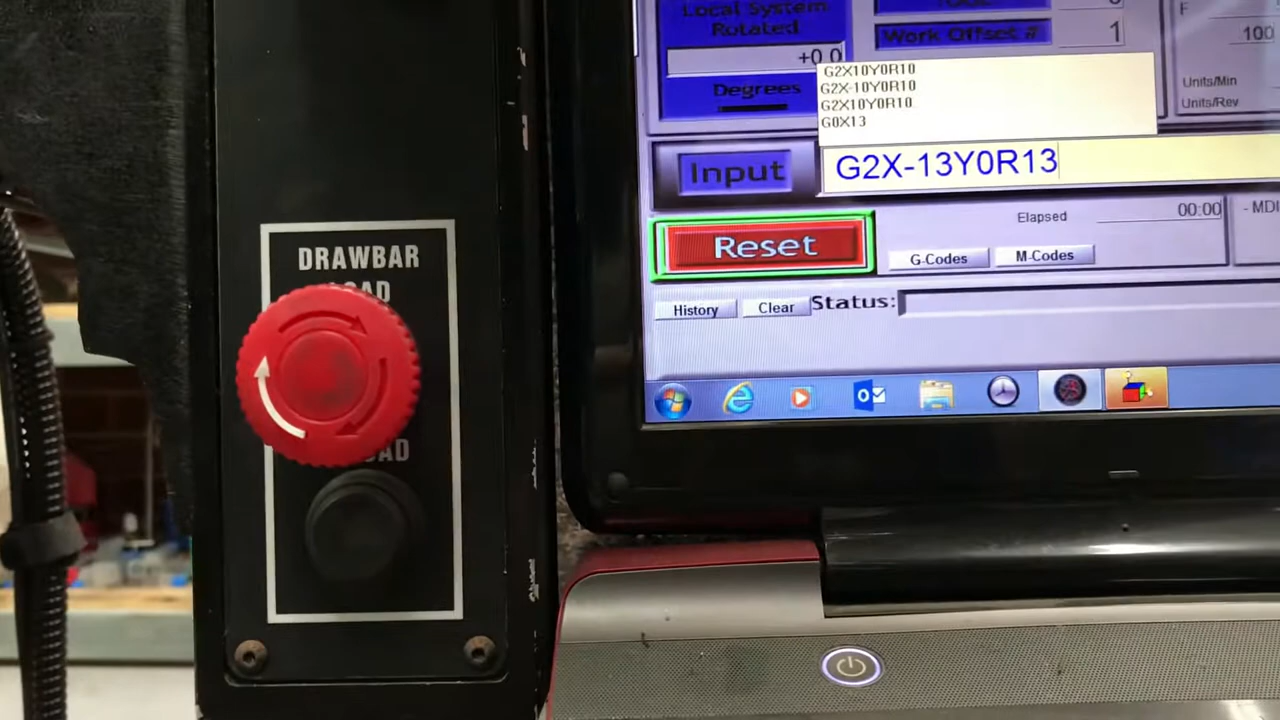 DRAWBAR
Local System
Rotated
+0.0
Degrees
Work Offset #
1
F
100
Units/Min
Units/Rev
G2X10Y0R10
G2X-10Y0R10
G2X10Y0R10
G0X13
Input
G2X-13Y0R13
Reset
Elapsed
00:00
- MDI
G-Codes
M-Codes
History
Clear
Status: